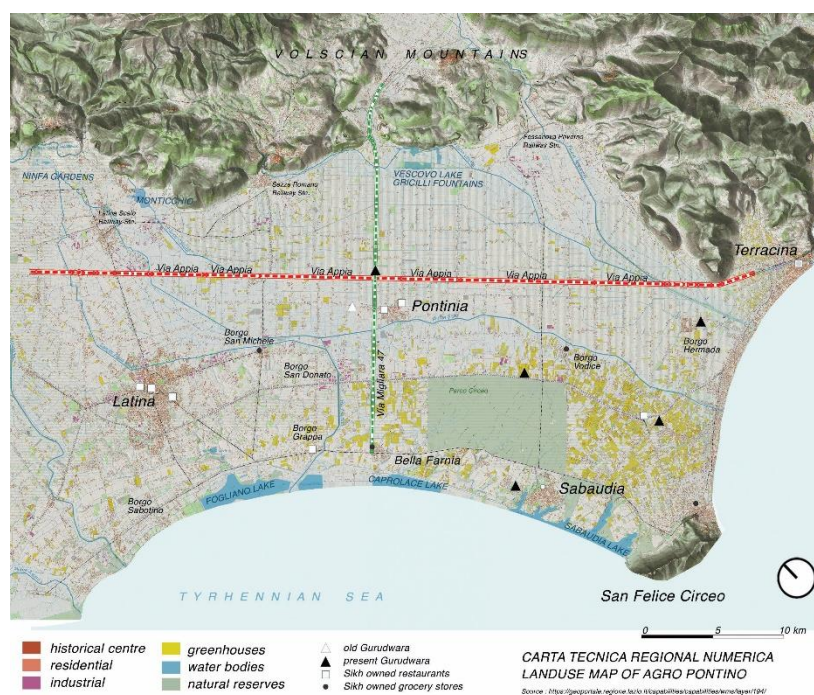 VOLSCIAN MOUNTAINS
Fossanova Priverno
Railway Stn.
NINFA GARDENS
MONTICCHIO
Sezze Romano
Railway Stn.
VESCOVO LAKE
GRICILLI FOUNTAINS
Latina Scalo
Railway Stn.
Terracina
Via Appia Via Appia Via Appia Via Appia Via Appia Via Appia
Pontinia
Borgo
San Michele
Borgo
Hermada
Borgo
San Donato
Via Migliara 47
Borgo
Vodice
Parco Circeo
Latina
Borgo
Grappa
Bella Farnia
Borgo
Sabotino
FOGLIANO LAKE
CAPROLACE LAKE
Sabaudia
SABAUDIA LAKE
TYRHENNIAN SEA
San Felice Circeo
0 5 10 km
historical centre
residential
industrial
greenhouses
water bodies
natural reserves
old Gurudwara
present Gurudwara
Sikh owned restaurants
Sikh owned grocery stores
CARTA TECNICA REGIONAL NUMERICA
LANDUSE MAP OF AGRO PONTINO